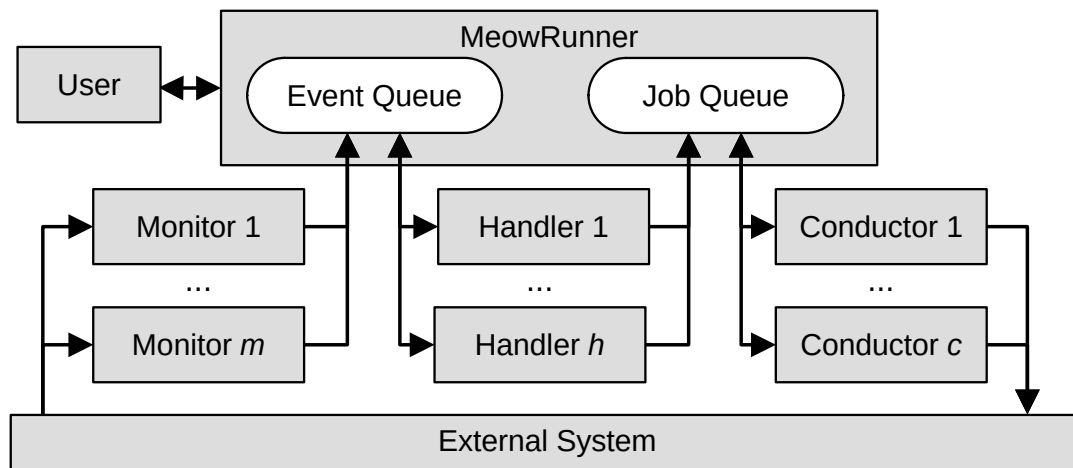 MeowRunner
User
Event Queue
Job Queue
Monitor 1
Handler 1
Conductor 1
...
...
...
Monitor m
Handler h
Conductor c
External System